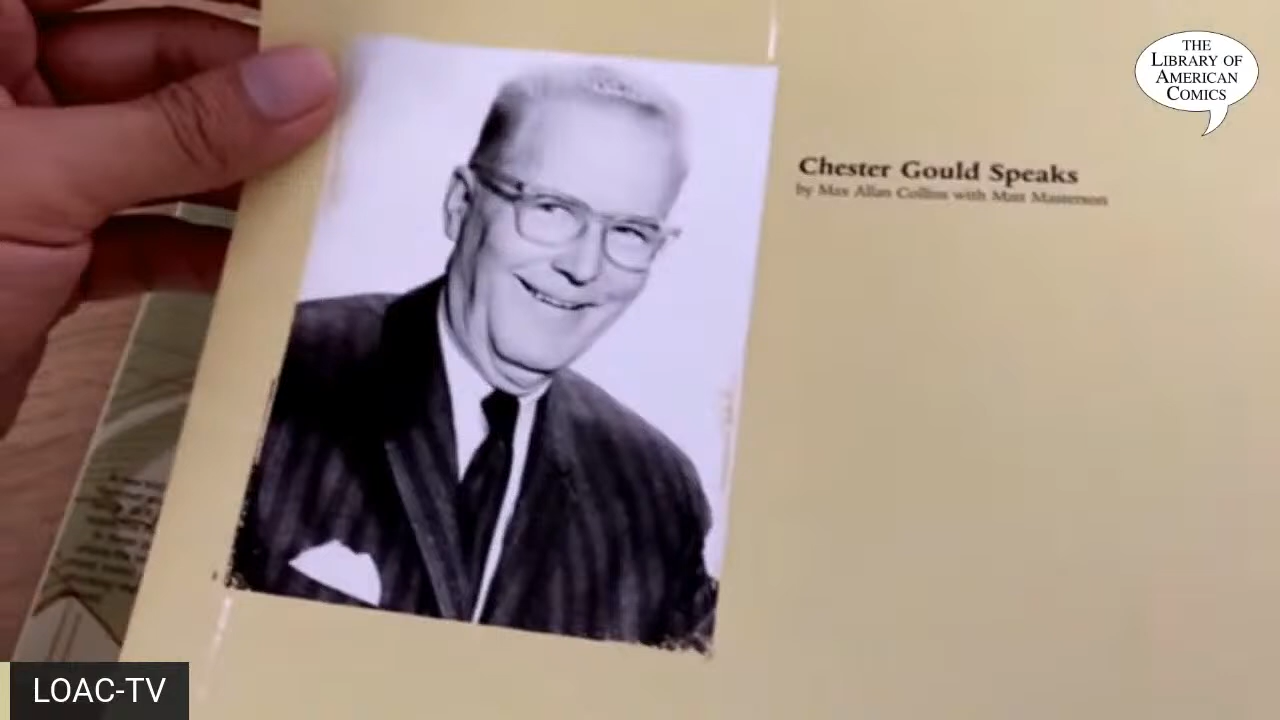 THE
LIBRARY OF
AMERICAN
COMICS
Chester Gould Speaks
by Max Allan Collins with Matt Masterson
LOAC-TV